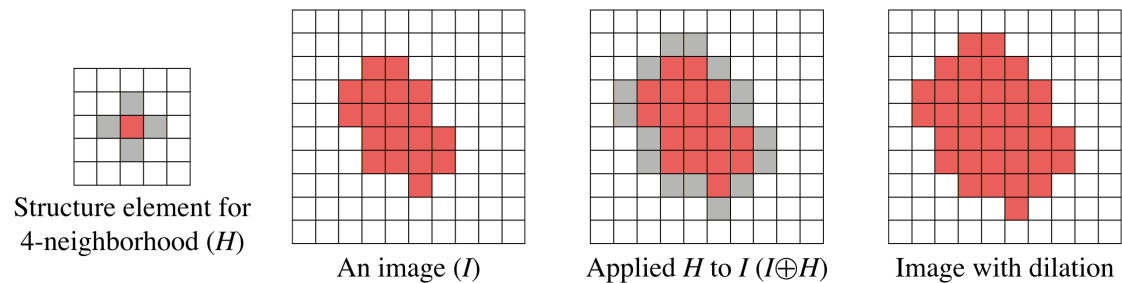 Structure element for
4-neighborhood (H)
An image (I)
Applied H to I (I⊕H)
Image with dilation